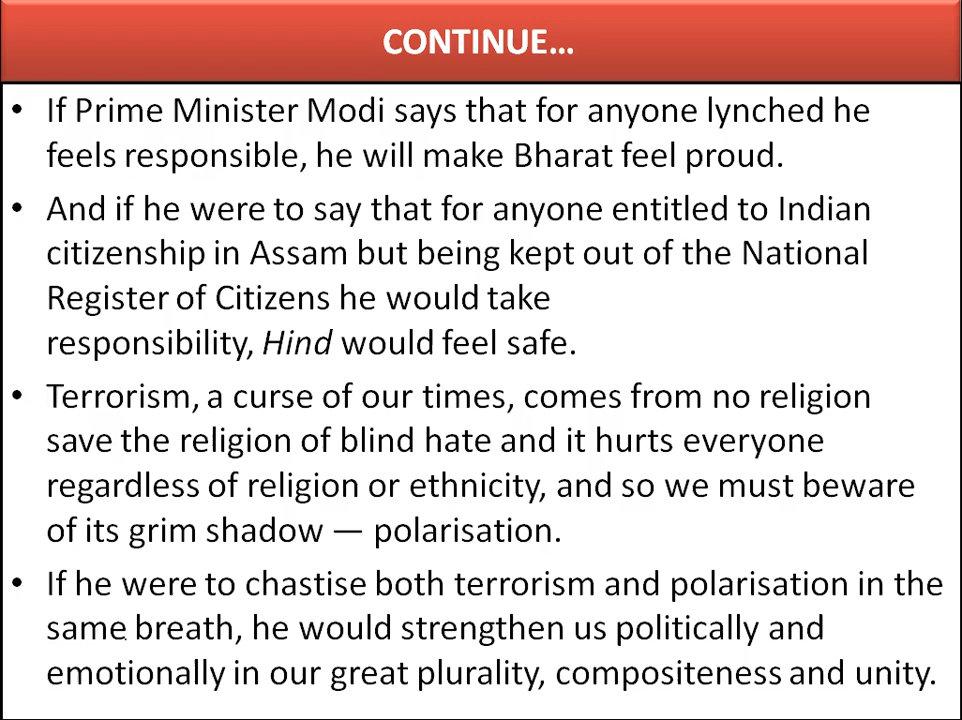 CONTINUE…
• If Prime Minister Modi says that for anyone lynched he
feels responsible, he will make Bharat feel proud.
• And if he were to say that for anyone entitled to Indian
citizenship in Assam but being kept out of the National
Register of Citizens he would take
responsibility, Hind would feel safe.
• Terrorism, a curse of our times, comes from no religion
save the religion of blind hate and it hurts everyone
regardless of religion or ethnicity, and so we must beware
of its grim shadow — polarisation.
• If he were to chastise both terrorism and polarisation in the
same breath, he would strengthen us politically and
emotionally in our great plurality, compositeness and unity.